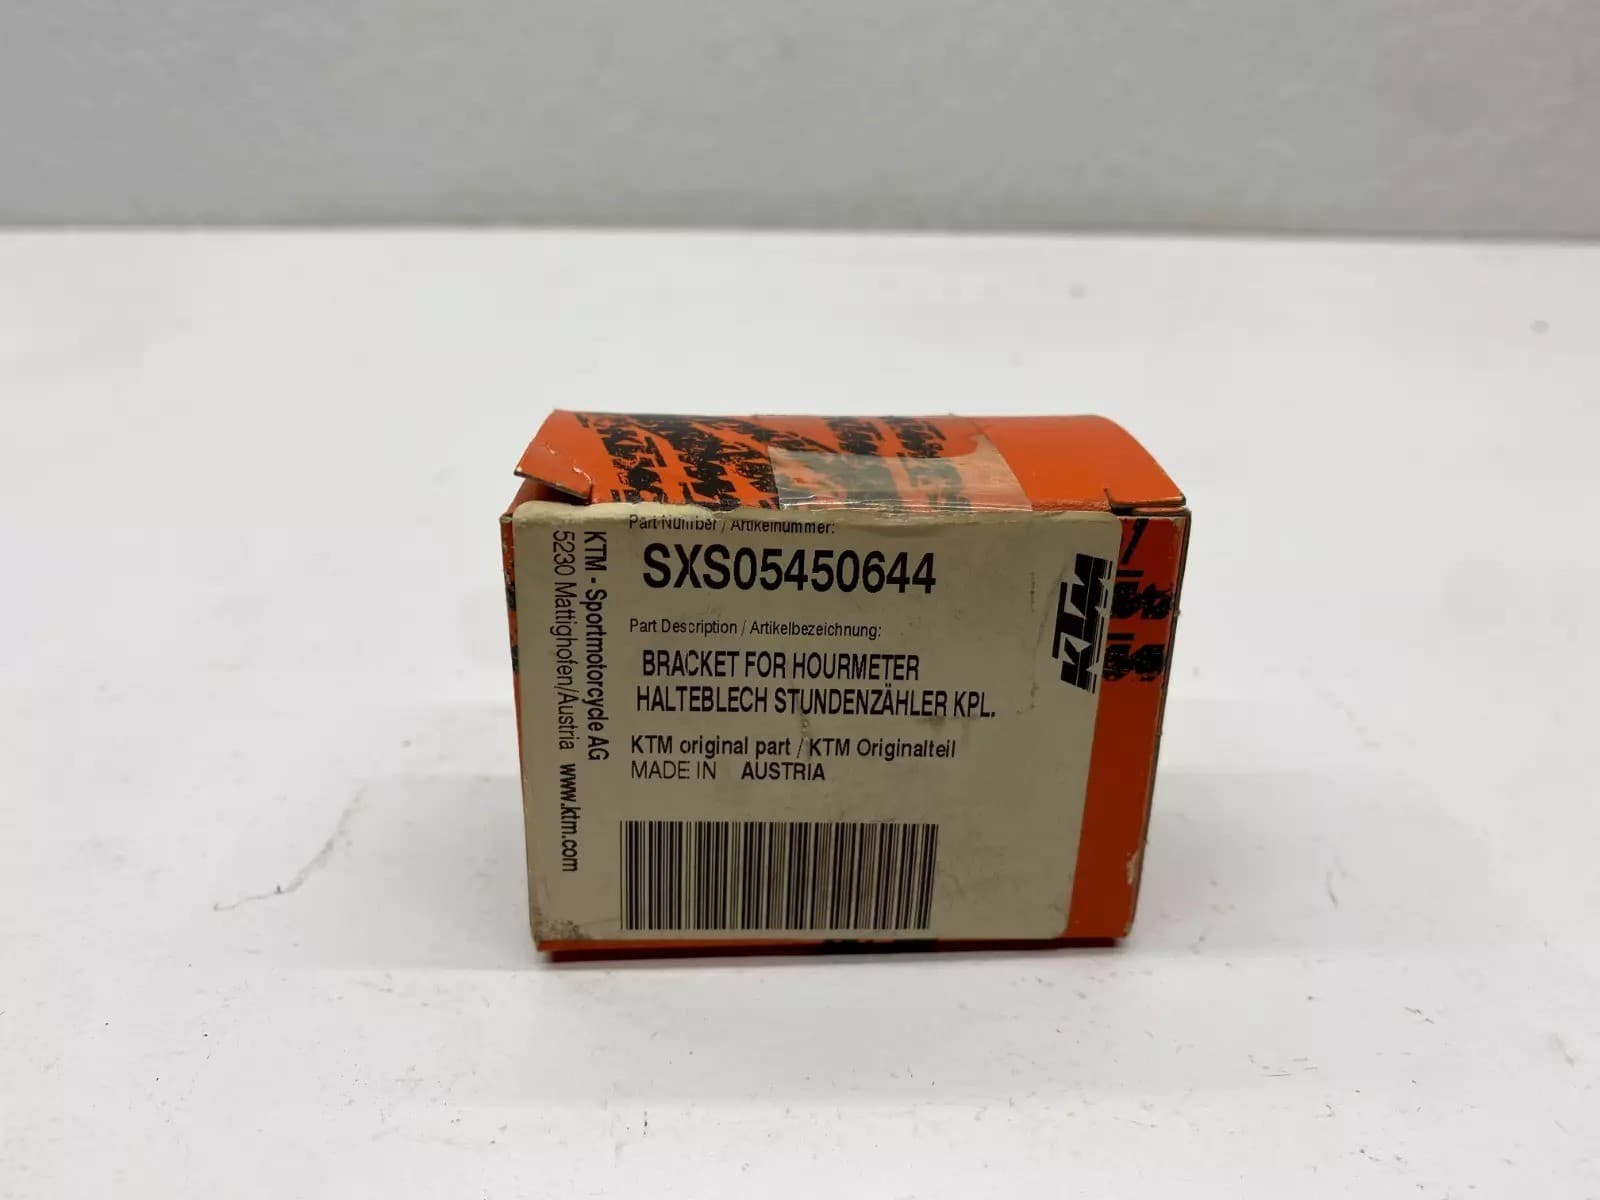 Part Number / Artikelnummer:
SXS05450644
Part Description / Artikelbezeichnung:
BRACKET FOR HOURMETER
HALTEBLECH STUNDENZÄHLER KPL.
KTM original part / KTM Originalteil
MADE IN AUSTRIA
KTM - Sportmotorcycle AG
5230 Mattighofen/Austria www.ktm.com
KTM